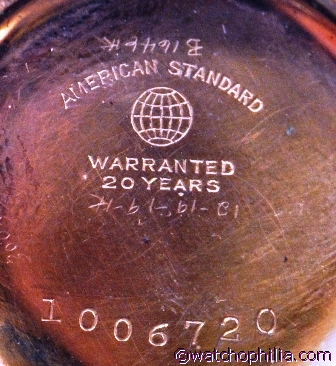 AMERICAN STANDARD
WARRANTED
20 YEARS
1006720
©watchophilia.com